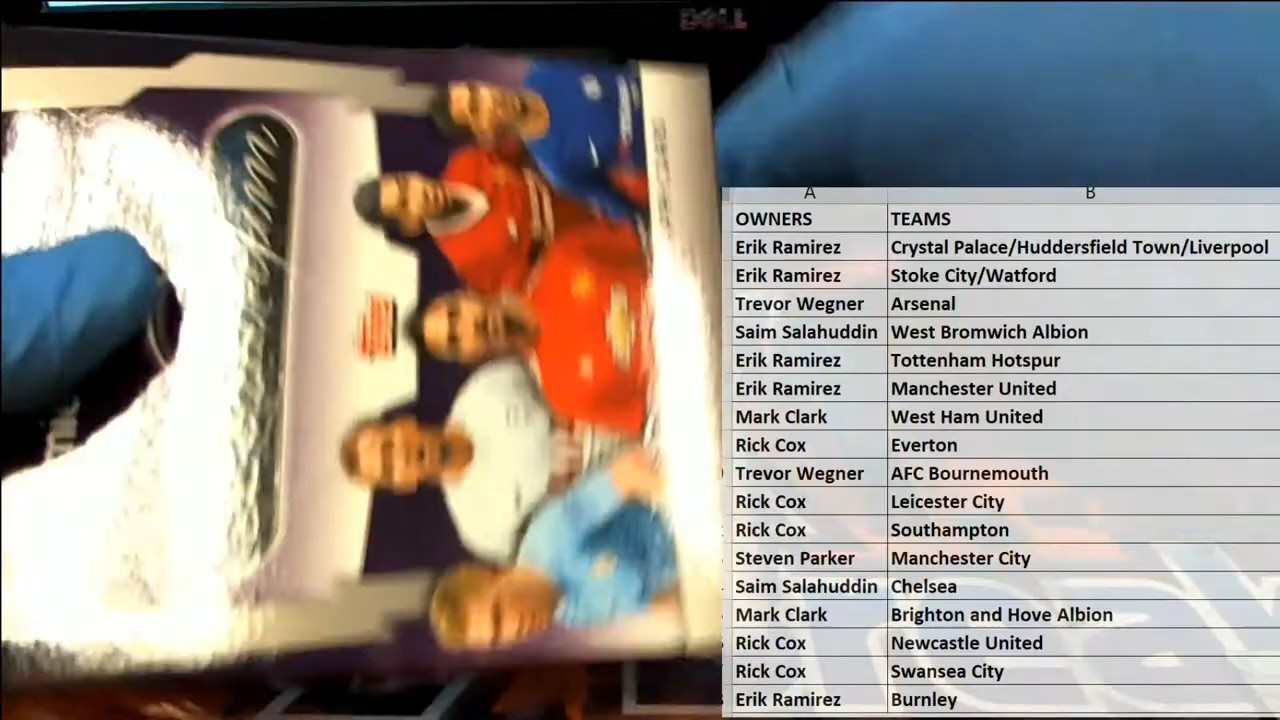 DELL
A B
OWNERS TEAMS
Erik Ramirez Crystal Palace/Huddersfield Town/Liverpool
Erik Ramirez Stoke City/Watford
Trevor Wegner Arsenal
Saim Salahuddin West Bromwich Albion
Erik Ramirez Tottenham Hotspur
Erik Ramirez Manchester United
Mark Clark West Ham United
Rick Cox Everton
Trevor Wegner AFC Bournemouth
Rick Cox Leicester City
Rick Cox Southampton
Steven Parker Manchester City
Saim Salahuddin Chelsea
Mark Clark Brighton and Hove Albion
Rick Cox Newcastle United
Rick Cox Swansea City
Erik Ramirez Burnley